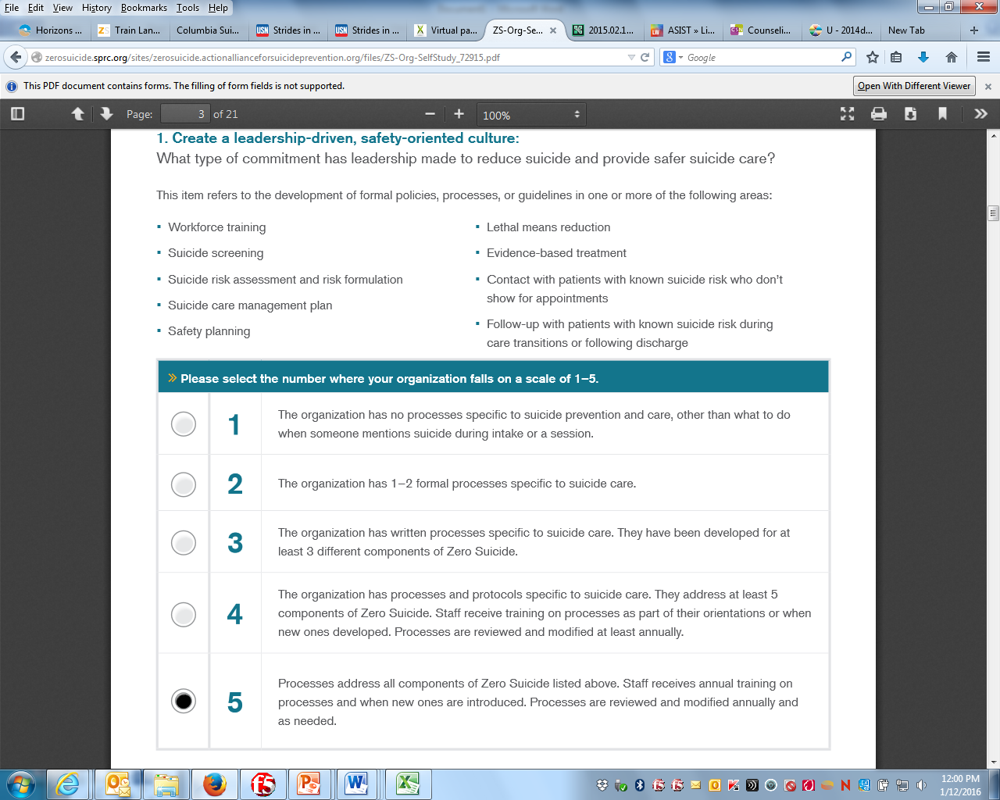 File Edit View History Bookmarks Tools Help
Horizons ... Train Lan... Columbia Sui... Strides in ... Strides in ... Virtual pa... ZS-Org-Se... 2015.02.1... ASIST » Li... Counseli... U - 2014d... New Tab
zerosuicide.sprc.org/sites/zerosuicide.actionallianceforsuicideprevention.org/files/ZS-Org-SelfStudy_72915.pdf Google
This PDF document contains forms. The filling of form fields is not supported. Open With Different Viewer
Page: 3 of 21 100%
1. Create a leadership-driven, safety-oriented culture:
What type of commitment has leadership made to reduce suicide and provide safer suicide care?
This item refers to the development of formal policies, processes, or guidelines in one or more of the following areas:
Workforce training
Suicide screening
Suicide risk assessment and risk formulation
Suicide care management plan
Safety planning
Lethal means reduction
Evidence-based treatment
Contact with patients with known suicide risk who don't
show for appointments
Follow-up with patients with known suicide risk during
care transitions or following discharge
» Please select the number where your organization falls on a scale of 1–5.
1
The organization has no processes specific to suicide prevention and care, other than what to do
when someone mentions suicide during intake or a session.
2
The organization has 1–2 formal processes specific to suicide care.
3
The organization has written processes specific to suicide care. They have been developed for at
least 3 different components of Zero Suicide.
4
The organization has processes and protocols specific to suicide care. They address at least 5
components of Zero Suicide. Staff receive training on processes as part of their orientations or when
new ones developed. Processes are reviewed and modified at least annually.
5
Processes address all components of Zero Suicide listed above. Staff receives annual training on
processes and when new ones are introduced. Processes are reviewed and modified annually and
as needed.
12:00 PM
1/12/2016